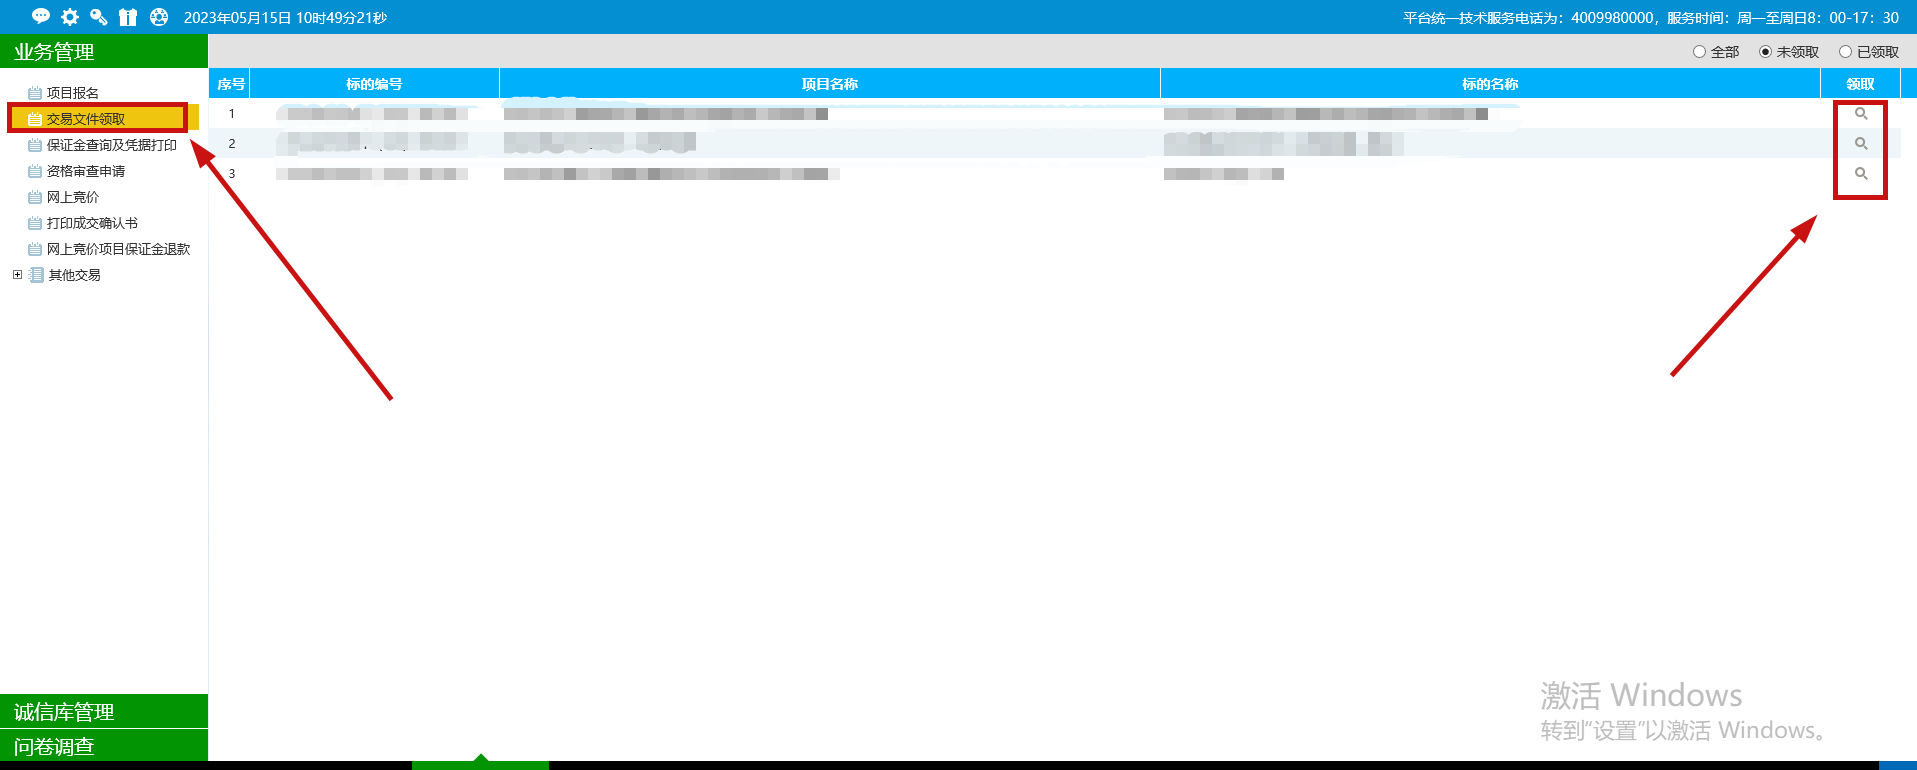 2023年05月15日 10时49分21秒
平台统一技术服务电话为：4009980000，服务时间：周一至周日8：00-17：30
业务管理
全部 未领取 已领取
序号 标的编号 项目名称 标的名称 领取
项目报名
交易文件领取
保证金查询及凭据打印
资格审查申请
网上竞价
打印成交确认书
网上竞价项目保证金退款
其他交易
1
2
3
诚信库管理
问卷调查
激活 Windows
转到“设置”以激活 Windows。